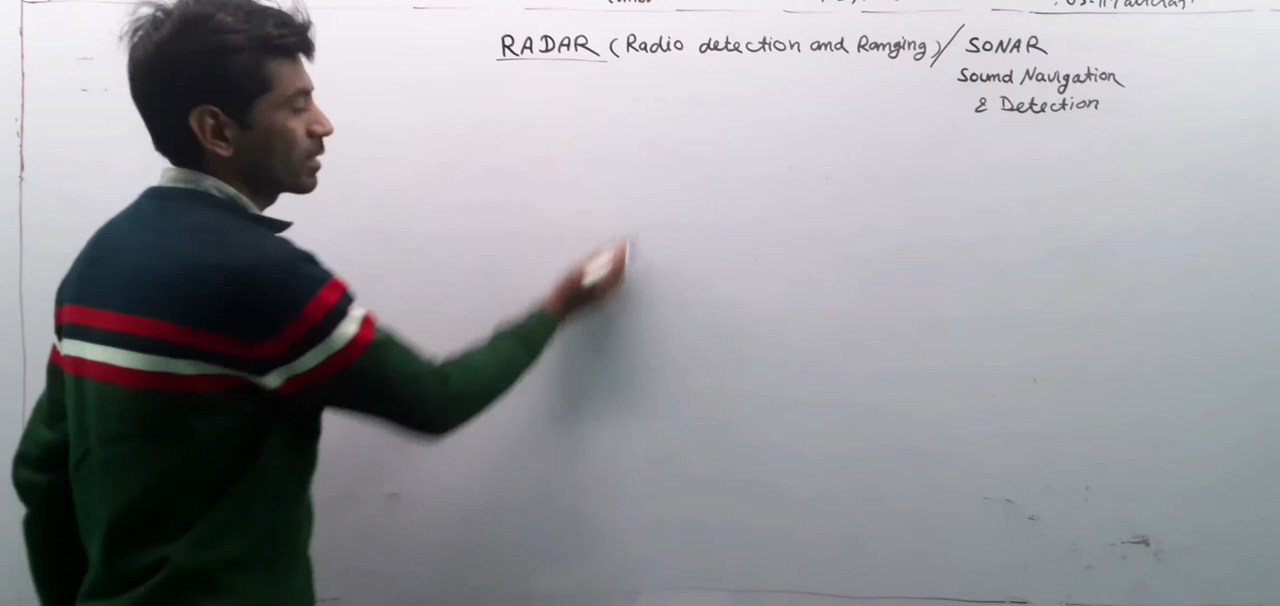 RADAR (Radio detection and Ranging) / SONAR
Sound Navigation
& Detection